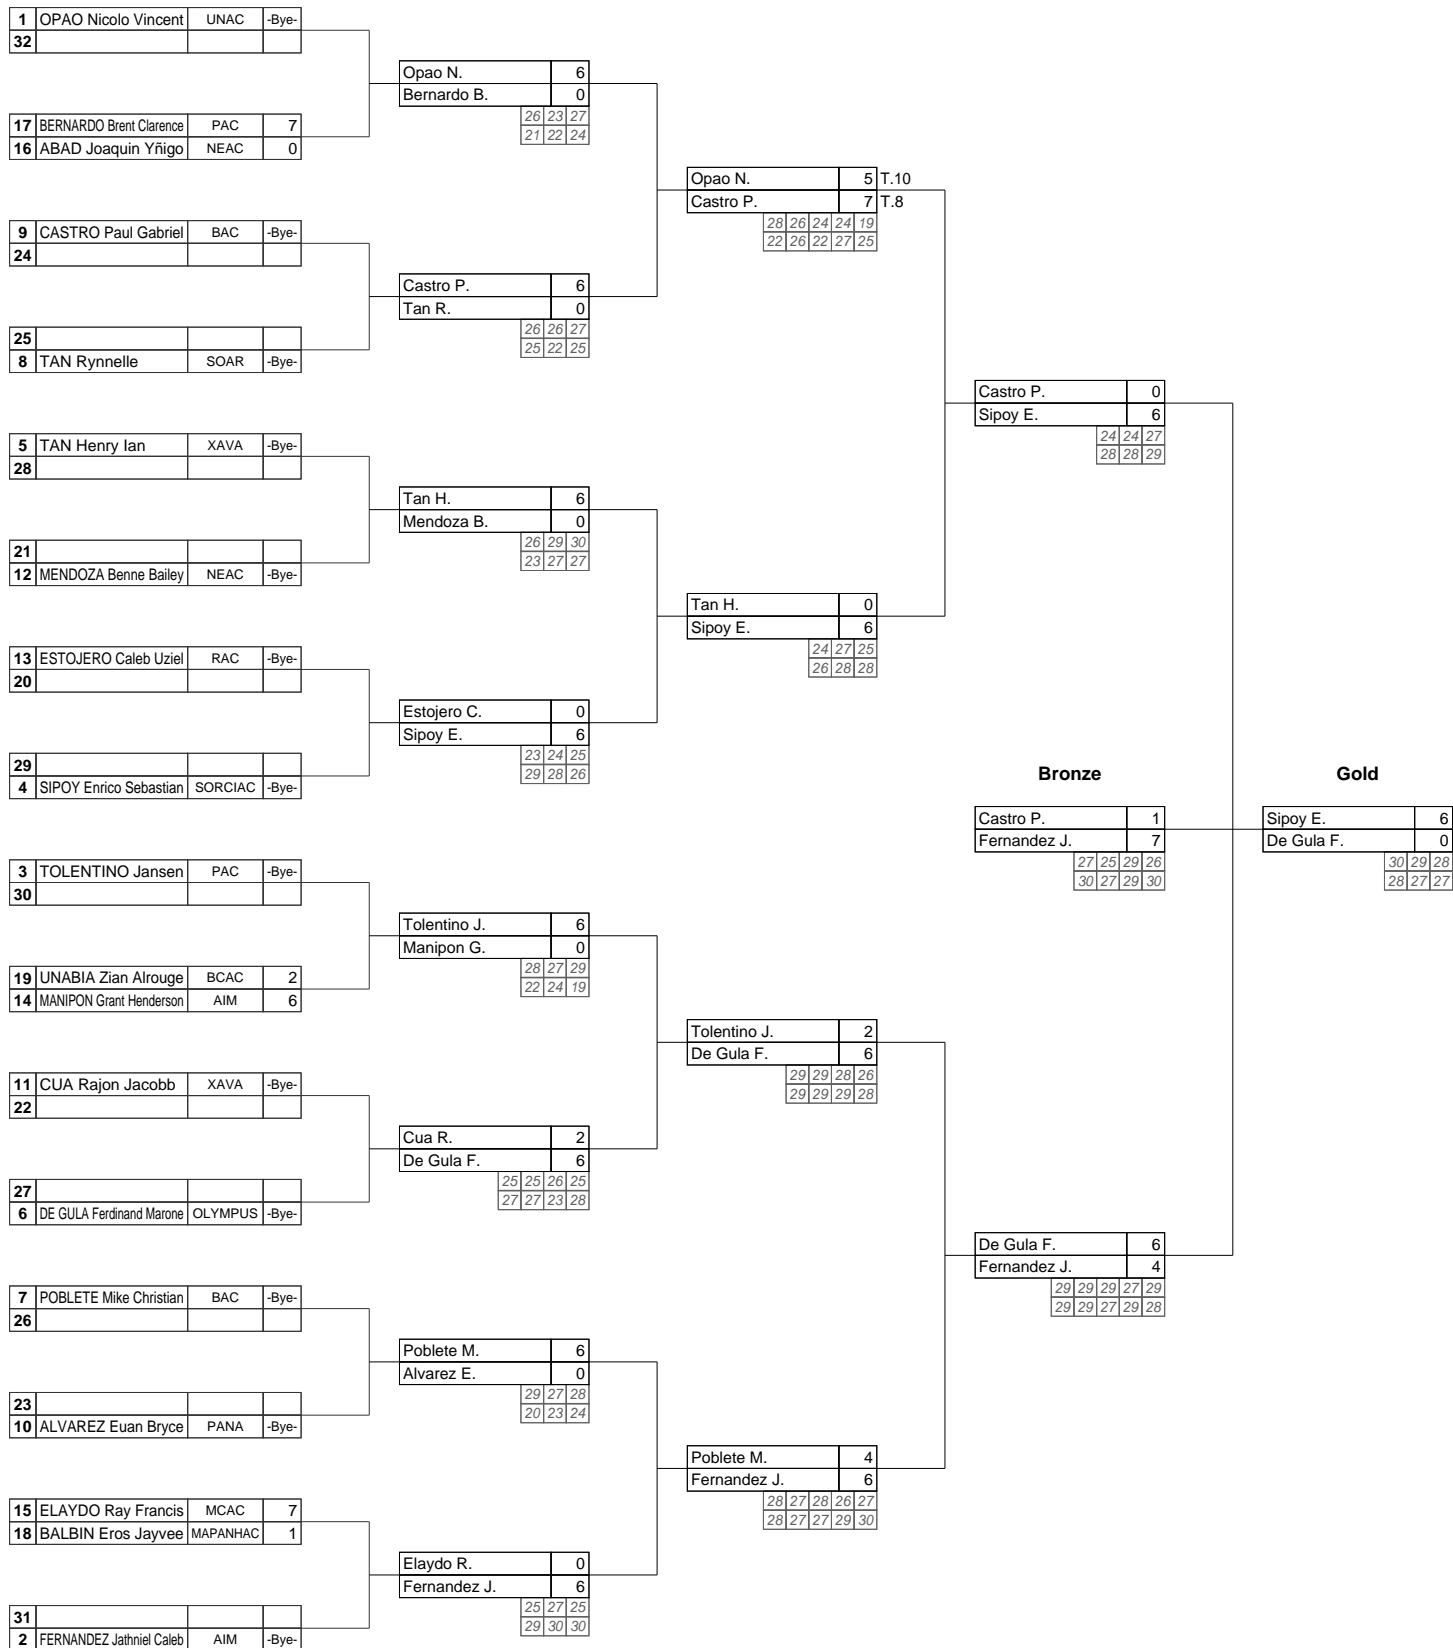 1 OPAO Nicolo Vincent UNAC -Bye-
32
17 BERNARDO Brent Clarence PAC 7
16 ABAD Joaquin Yñigo NEAC 0
9 CASTRO Paul Gabriel BAC -Bye-
24
25
8 TAN Rynnelle SOAR -Bye-
5 TAN Henry Ian XAVA -Bye-
28
21
12 MENDOZA Benne Bailey NEAC -Bye-
13 ESTOJERO Caleb Uziel RAC -Bye-
20
29
4 SIPOY Enrico Sebastian SORCIAC -Bye-
3 TOLENTINO Jansen PAC -Bye-
30
19 UNABIA Zian Alrouge BCAC 2
14 MANIPON Grant Henderson AIM 6
11 CUA Rajon Jacobb XAVA -Bye-
22
27
6 DE GULA Ferdinand Marone OLYMPUS -Bye-
7 POBLETE Mike Christian BAC -Bye-
26
23
10 ALVAREZ Euan Bryce PANA -Bye-
15 ELAYDO Ray Francis MCAC 7
18 BALBIN Eros Jayvee MAPANHAC 1
31
2 FERNANDEZ Jathniel Caleb AIM -Bye-
Opao N. 6
Bernardo B. 0
26 23 27
21 22 24
Castro P. 6
Tan R. 0
26 26 27
25 22 25
Tan H. 6
Mendoza B. 0
26 29 30
23 27 27
Estojero C. 0
Sipoy E. 6
23 24 25
29 28 26
Tolentino J. 6
Manipon G. 0
28 27 29
22 24 19
Cua R. 2
De Gula F. 6
25 25 26 25
27 27 23 28
Poblete M. 6
Alvarez E. 0
29 27 28
20 23 24
Elaydo R. 0
Fernandez J. 6
25 27 25
29 30 30
Opao N. 5 T.10
Castro P. 7 T.8
28 26 24 24 19
22 26 22 27 25
Tan H. 0
Sipoy E. 6
24 27 25
26 28 28
Tolentino J. 2
De Gula F. 6
29 29 28 26
29 29 29 28
Poblete M. 4
Fernandez J. 6
28 27 28 26 27
28 27 27 29 30
Castro P. 0
Sipoy E. 6
24 24 27
28 28 29
De Gula F. 6
Fernandez J. 4
29 29 29 27 29
29 29 27 29 28
Bronze
Castro P. 1
Fernandez J. 7
27 25 29 26
30 27 29 30
Gold
Sipoy E. 6
De Gula F. 0
30 29 28
28 27 27